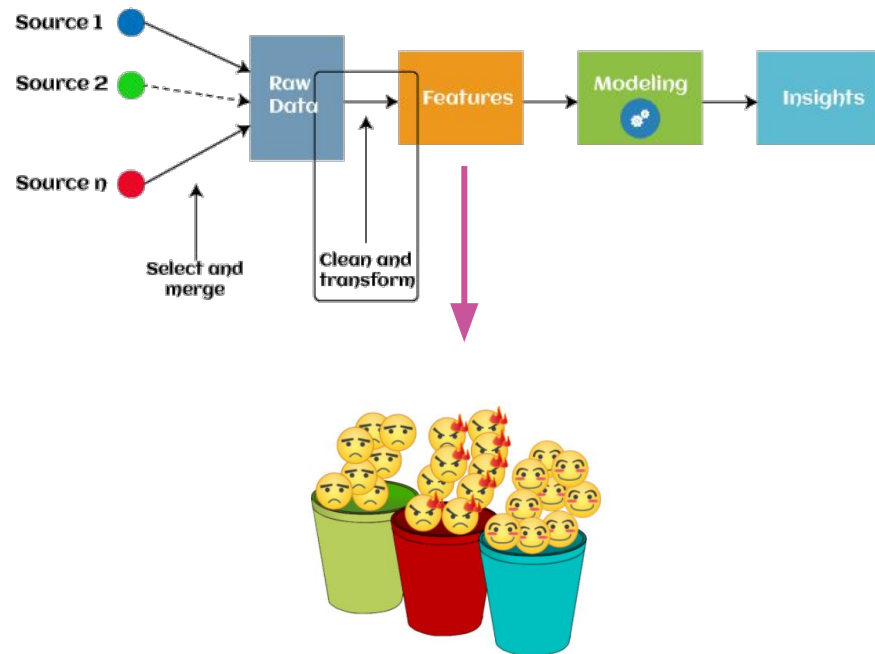 Source 1
Source 2
Source n
Select and
merge
Raw
Data
Clean and
transform
Features
Modeling
Insights